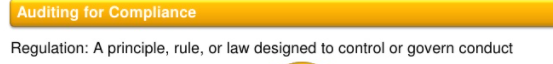 Auditing for Compliance
Regulation: A principle, rule, or law designed to control or govern conduct